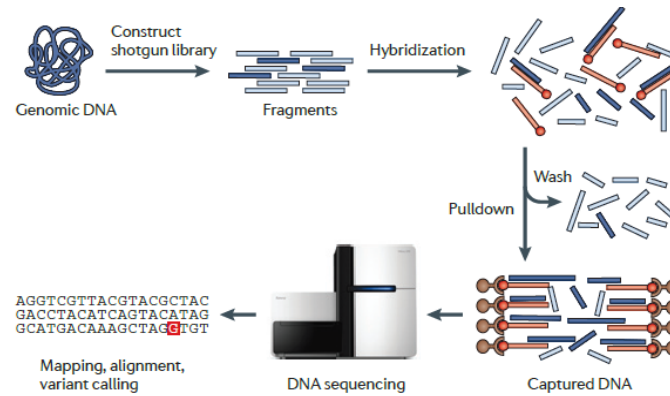 Construct
shotgun library
Hybridization
Genomic DNA
Fragments
Wash
Pulldown
AGGTCGTTACGTACGCTAC
GACCTACATCAGTACATAG
GCATGACAAAGCTAGGTGT
Mapping, alignment,
variant calling
DNA sequencing
Captured DNA